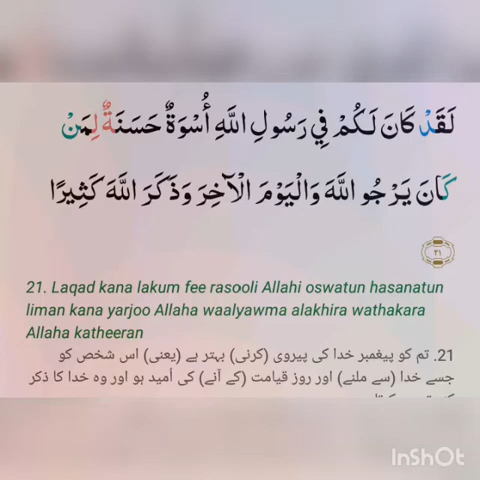 لَقَدْ كَانَ لَكُمْ فِي رَسُولِ اللَّهِ أُسْوَةٌ حَسَنَةٌ لِمَنْ
كَانَ يَرْجُو اللَّهَ وَالْيَوْمَ الْآخِرَ وَذَكَرَ اللَّهَ كَثِيرًا
٢١
21. Laqad kana lakum fee rasooli Allahi oswatun hasanatun
liman kana yarjoo Allaha waalyawma alakhira wathakara
Allaha katheeran
21. تم کو پیغمبر خدا کی پیروی (کرنی) بہتر ہے (یعنی) اس شخص کو
جسے خدا (سے ملنے) اور روز قیامت (کے آنے) کی اُمید ہو اور وہ خدا کا ذکر
InShOt